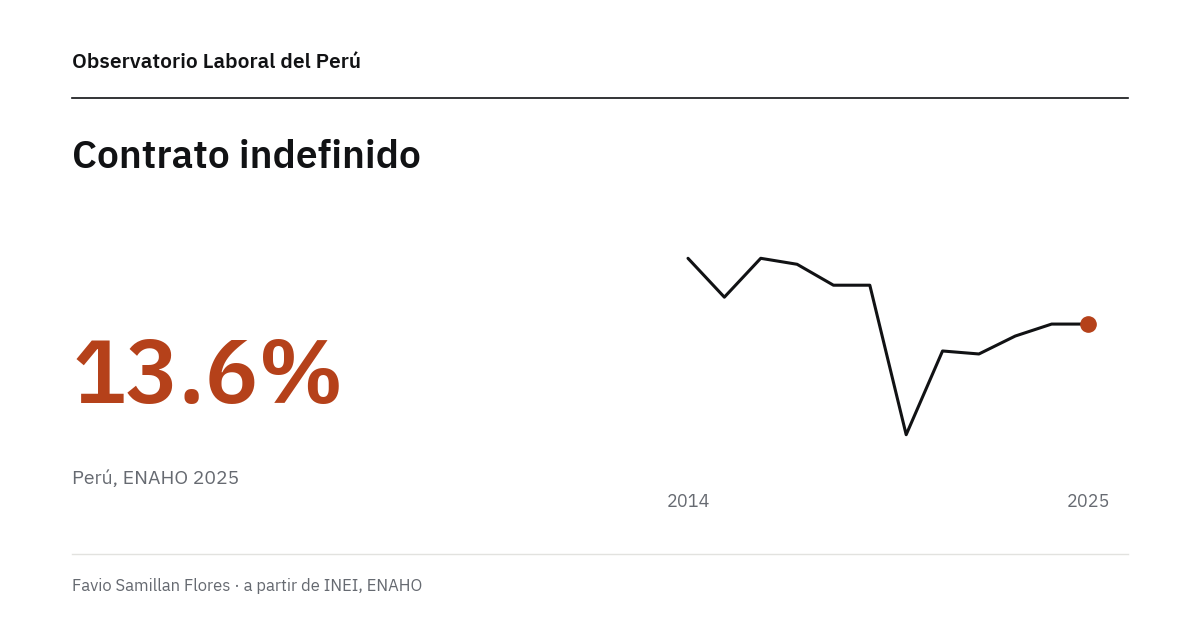 Observatorio Laboral del Perú
Contrato indefinido
13.6%
Perú, ENAHO 2025
2014
2025
Favio Samillan Flores · a partir de INEI, ENAHO